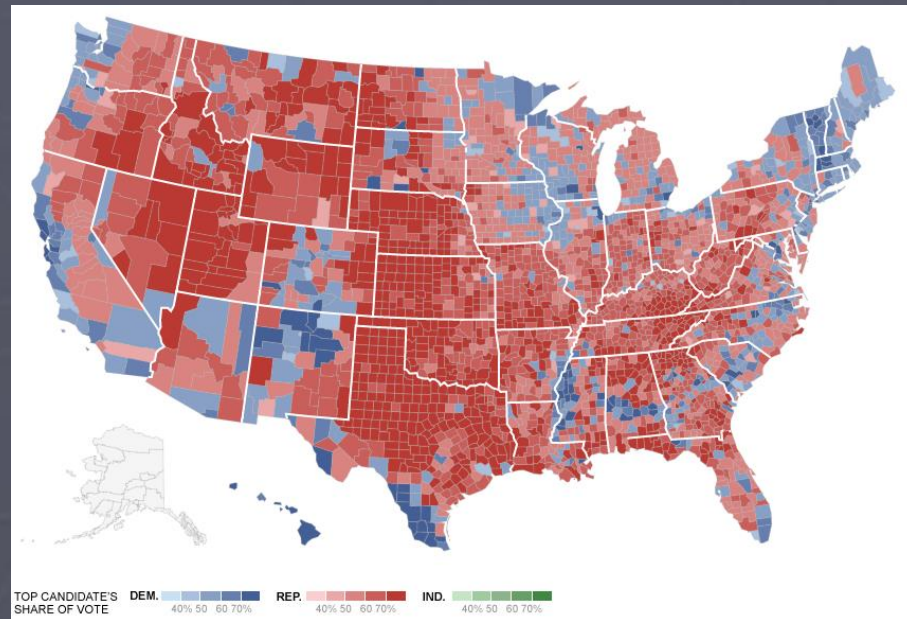 TOP CANDIDATE'S DEM. REP. IND.
SHARE OF VOTE 40% 50 60 70% 40% 50 60 70% 40% 50 60 70%